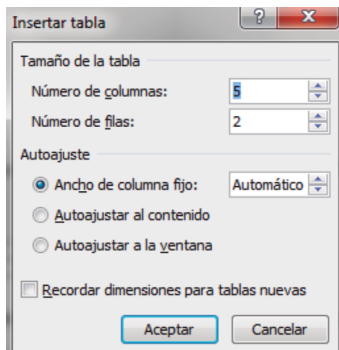 Insertar tabla
Tamaño de la tabla
Número de columnas: 5
Número de filas: 2
Autoajuste
Ancho de columna fijo: Automático
Autoajustar al contenido
Autoajustar a la ventana
Recordar dimensiones para tablas nuevas
Aceptar Cancelar